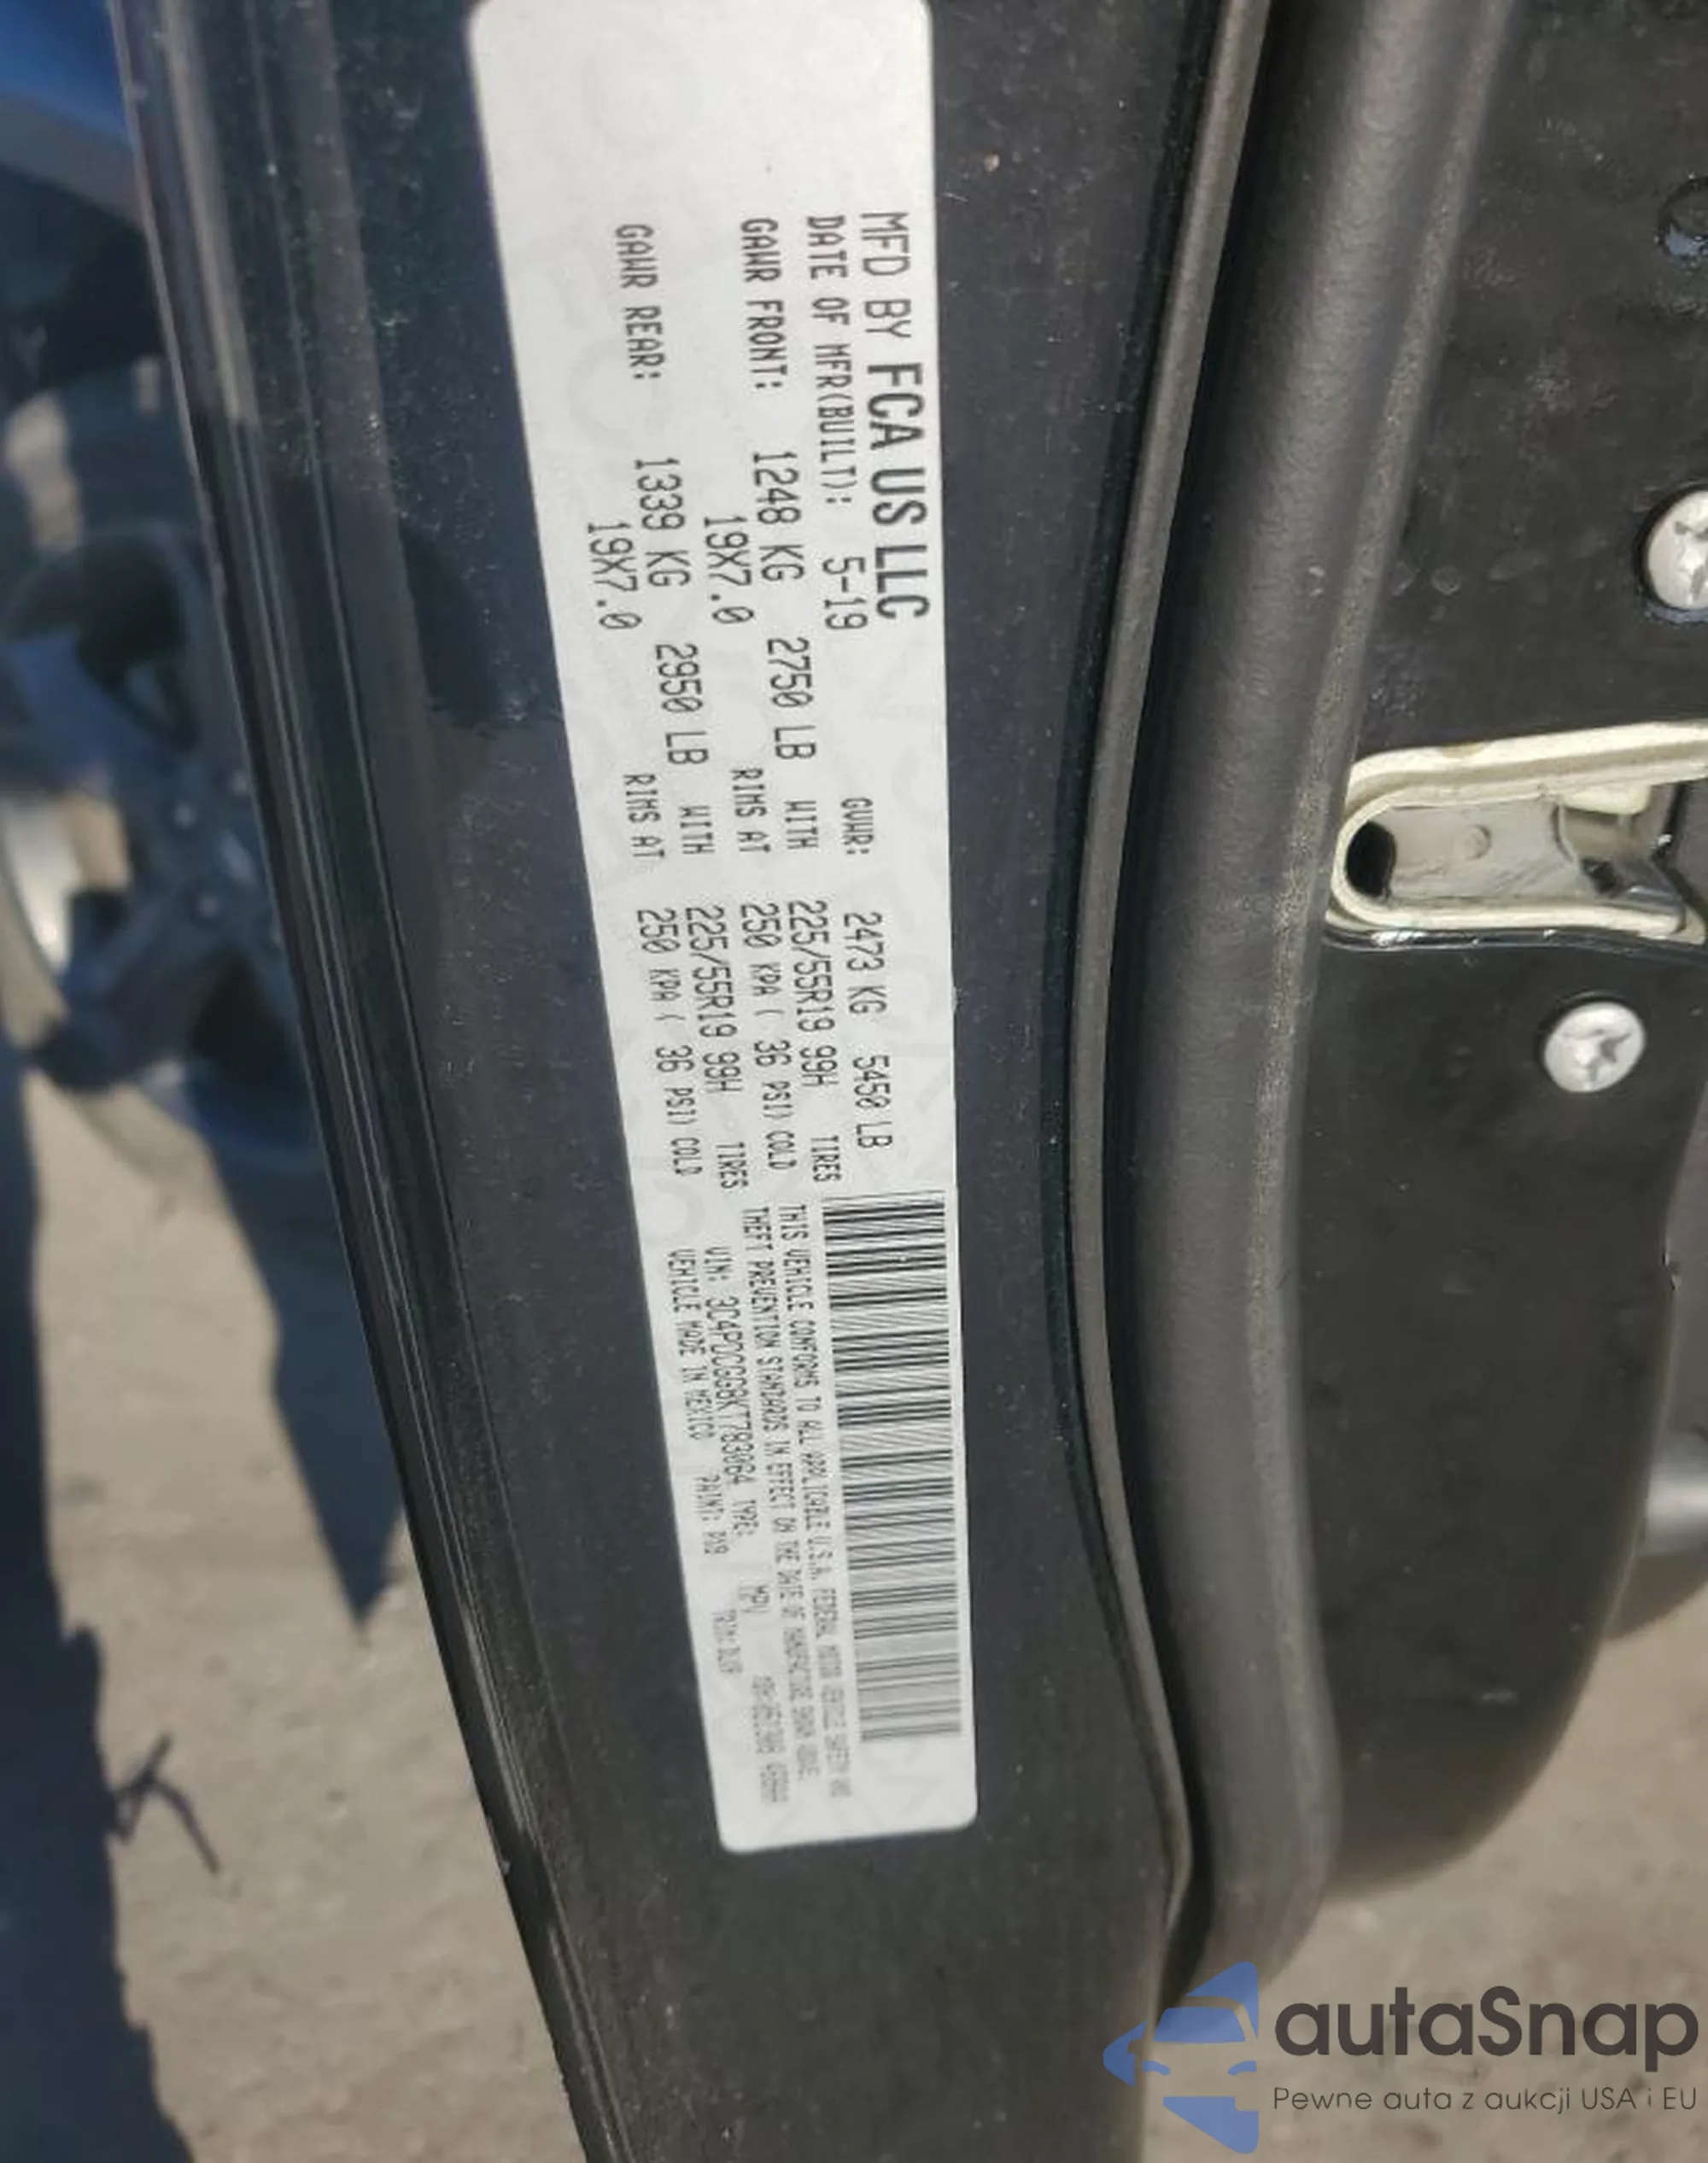 MFD BY FCA US LLC
DATE OF MFR(BUILT): 5-19 GVWR: 2473 KG 5450 LB
GAWR FRONT: 1248 KG 2750 LB WITH 225/55R19 99H TIRES
19X7.0 RIMS AT 250 KPA ( 36 PSI) COLD
GAWR REAR: 1339 KG 2950 LB WITH 225/55R19 99H TIRES
19X7.0 RIMS AT 250 KPA ( 36 PSI) COLD
THIS VEHICLE CONFORMS TO ALL APPLICABLE U.S.A. FEDERAL MOTOR VEHICLE SAFETY AND
THEFT PREVENTION STANDARDS IN EFFECT ON THE DATE OF MANUFACTURE SHOWN ABOVE.
VIN: 3C4PDCGG8KT783064 TYPE: MPV
VEHICLE MADE IN MEXICO PAINT: TRIM:
autaSnap
Pewne auta z aukcji USA i EU